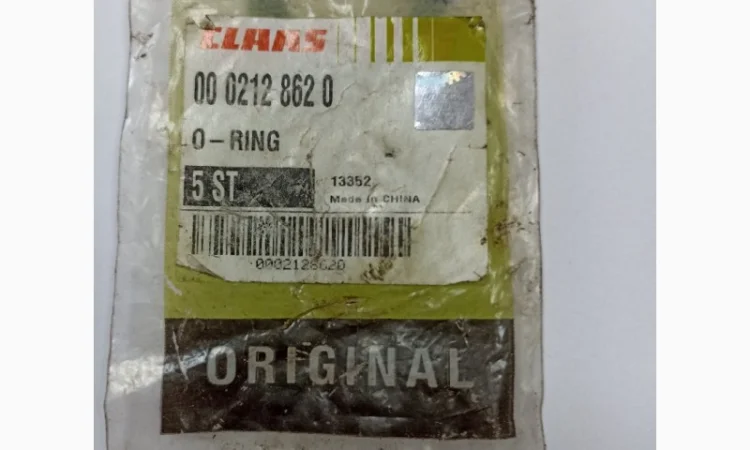 CLAAS
00 0212 862 0
O-RING
5 ST
13352
Made in CHINA
0002128620
ORIGINAL